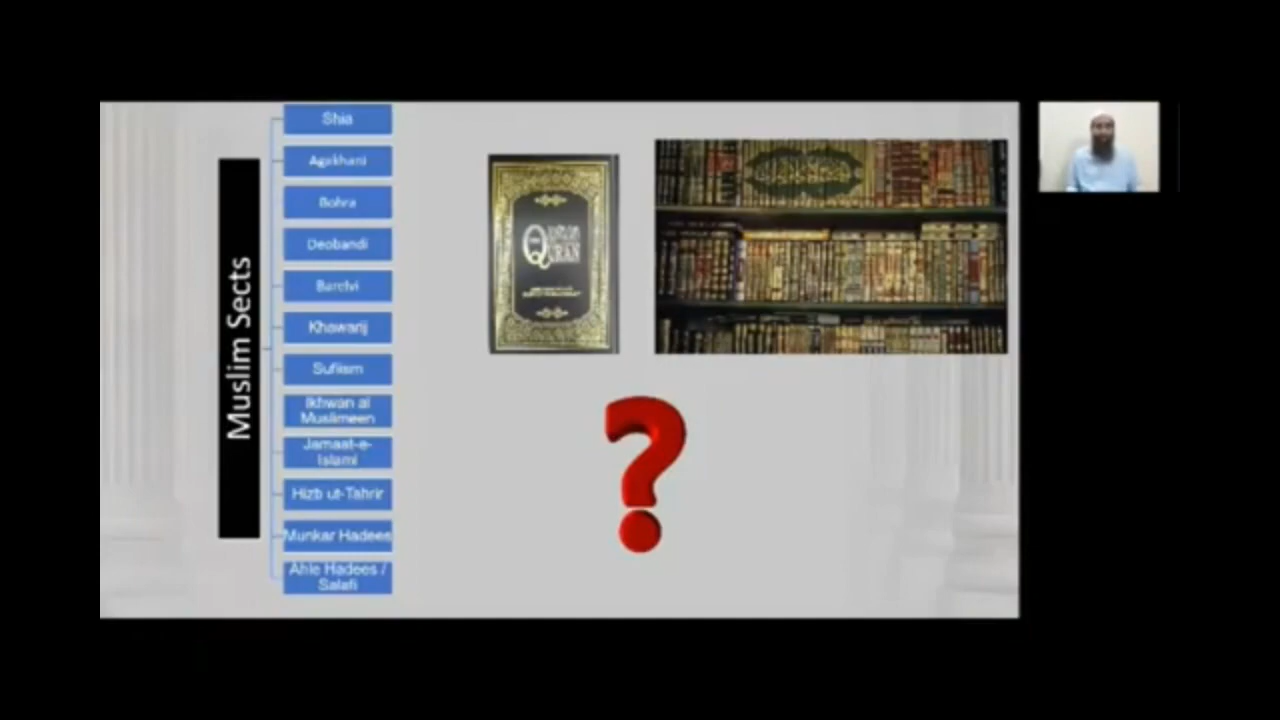 Muslim Sects
Shia
Agakhani
Bohra
Deobandi
Barelvi
Khawarij
Sufiism
Ikhwan al
Muslimeen
Jamaat-e-
Islami
Hizb ut-Tahrir
Munkar Hadees
Ahle Hadees /
Salafi
QURAN